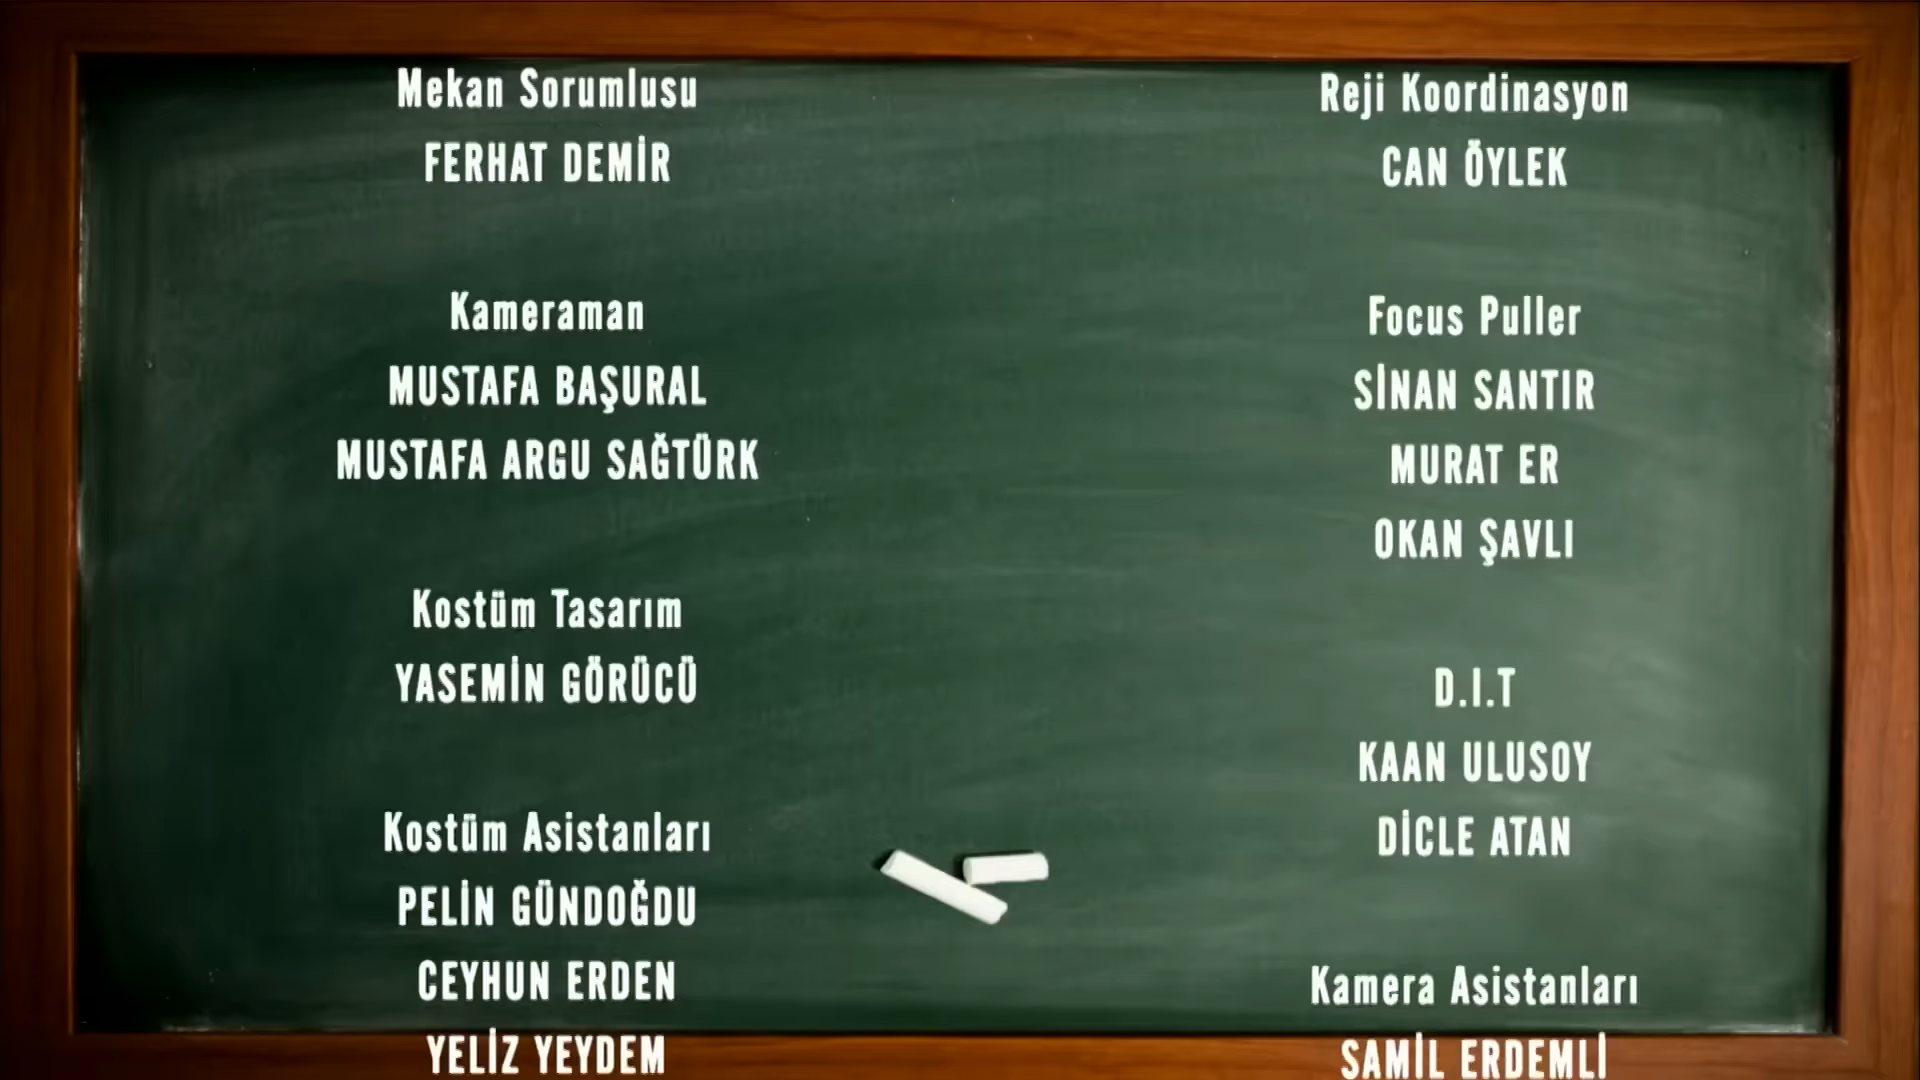 Mekan Sorumlusu
FERHAT DEMİR
Kameraman
MUSTAFA BAŞURAL
MUSTAFA ARGU SAĞTÜRK
Kostüm Tasarım
YASEMİN GÖRÜCÜ
Kostüm Asistanları
PELİN GÜNDOĞDU
CEYHUN ERDEN
YELİZ YEYDEM
Reji Koordinasyon
CAN ÖYLEK
Focus Puller
SİNAN SANTIR
MURAT ER
OKAN ŞAVLI
D.I.T
KAAN ULUSOY
DİCLE ATAN
Kamera Asistanları
SAMİL ERDEMLİ